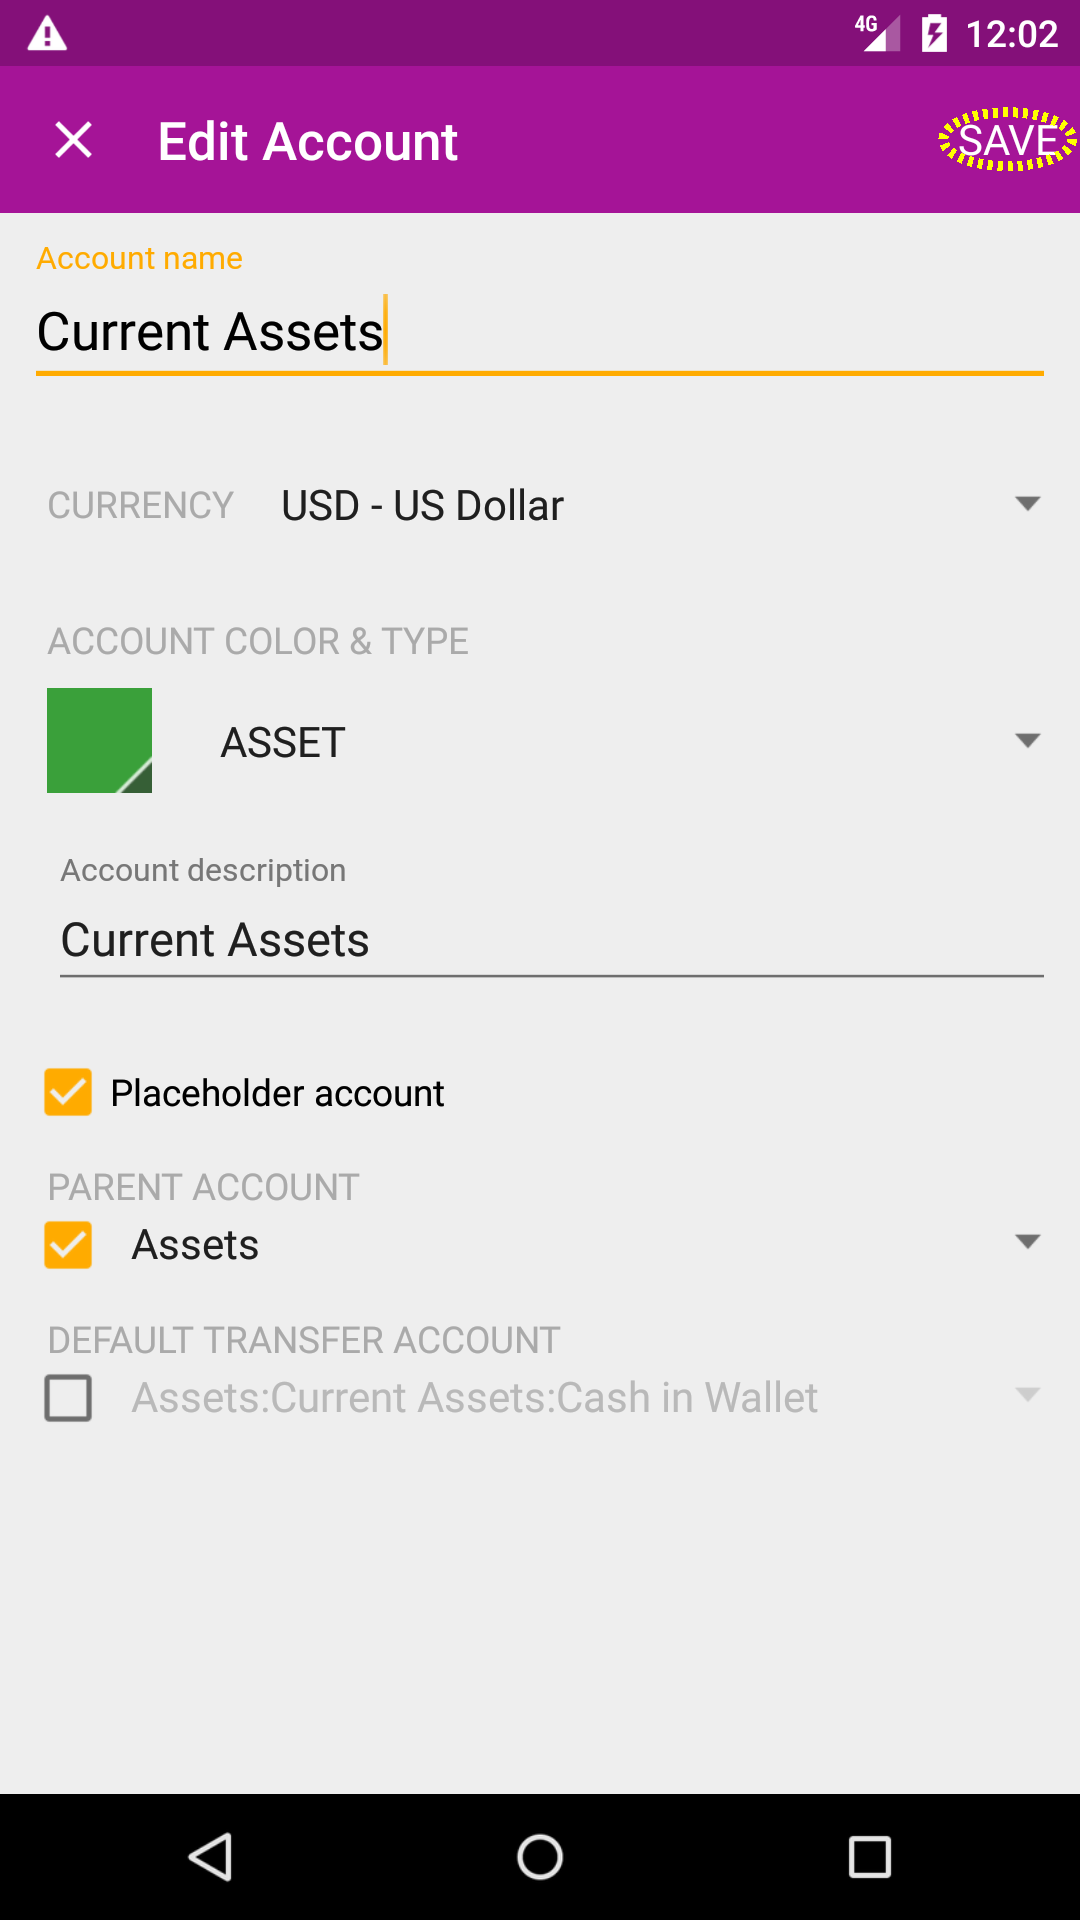 4G 12:02
Edit Account SAVE
Account name
Current Assets
CURRENCY USD - US Dollar
ACCOUNT COLOR & TYPE
ASSET
Account description
Current Assets
Placeholder account
PARENT ACCOUNT
Assets
DEFAULT TRANSFER ACCOUNT
Assets:Current Assets:Cash in Wallet